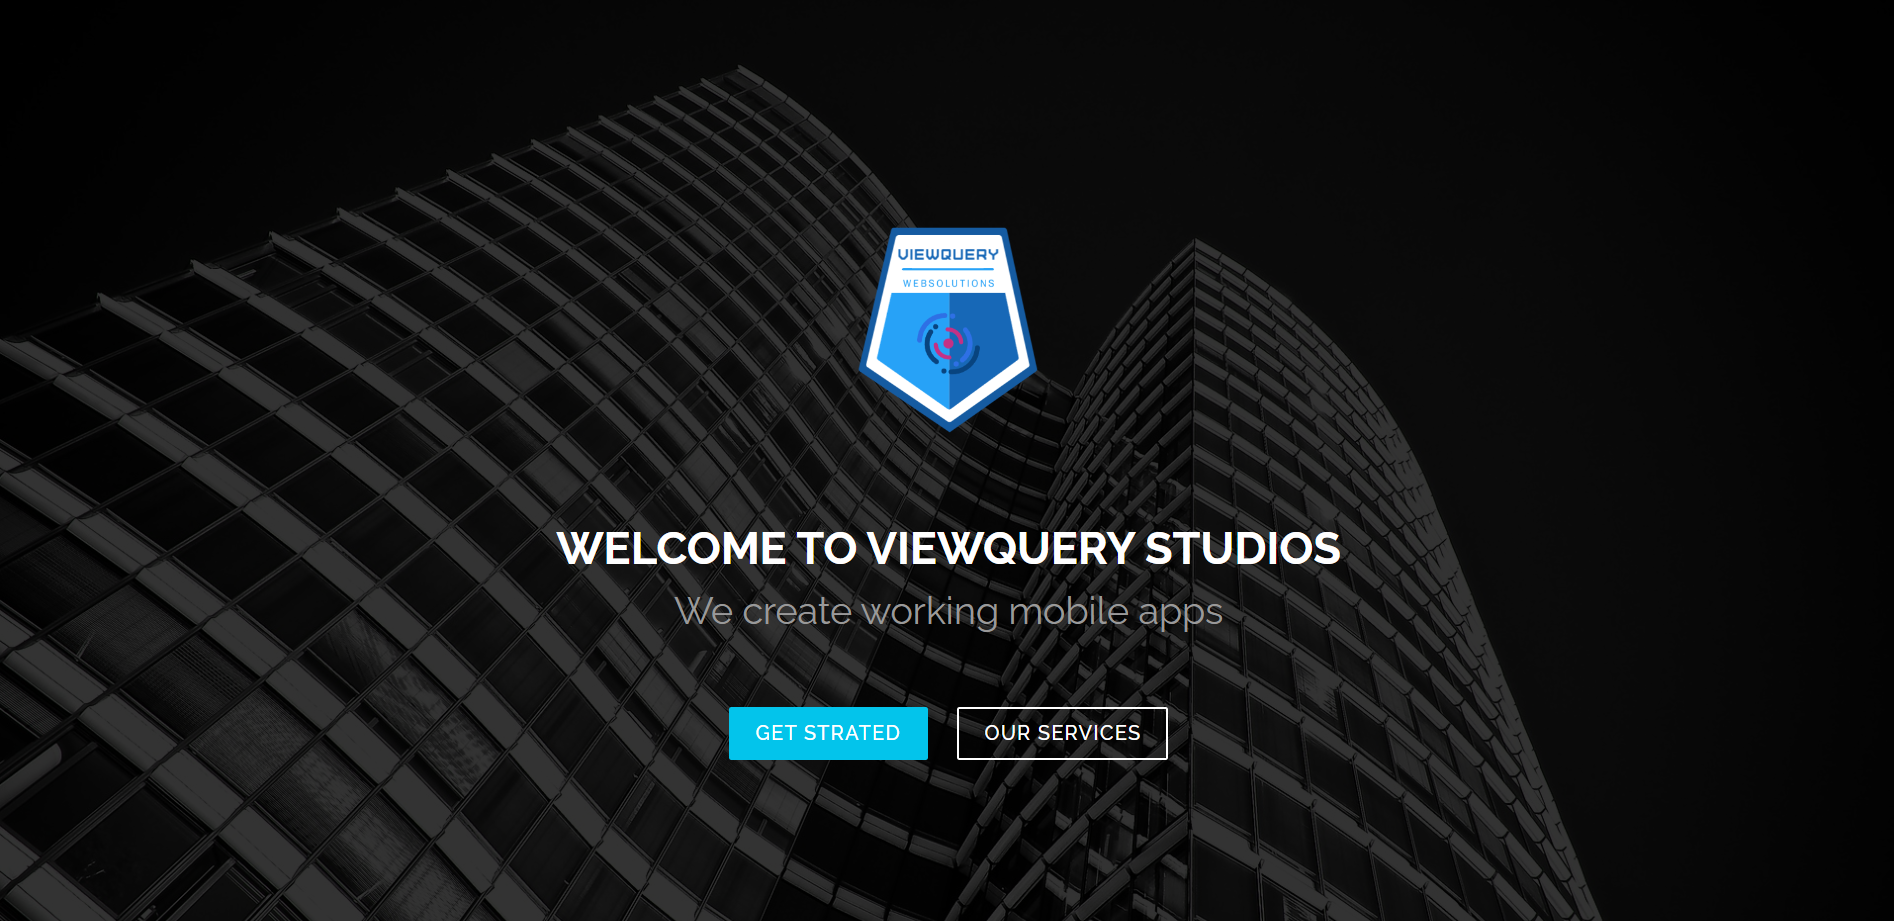 VIEWQUERY
WEBSOLUTIONS
WELCOME TO VIEWQUERY STUDIOS
We create working mobile apps
GET STRATED
OUR SERVICES